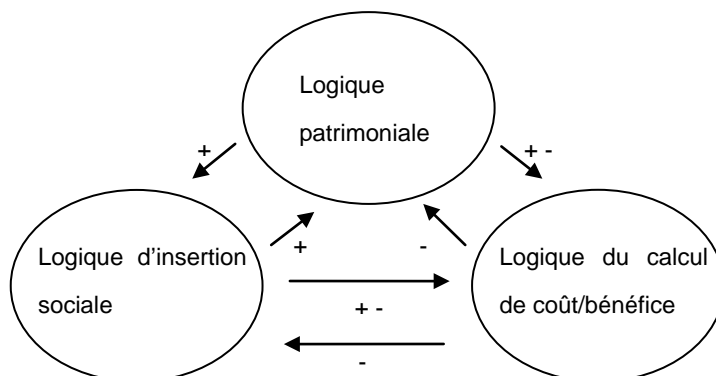 Logique
patrimoniale
+
+ -
Logique d'insertion
sociale
+
-
Logique du calcul
de coût/bénéfice
+ -
-